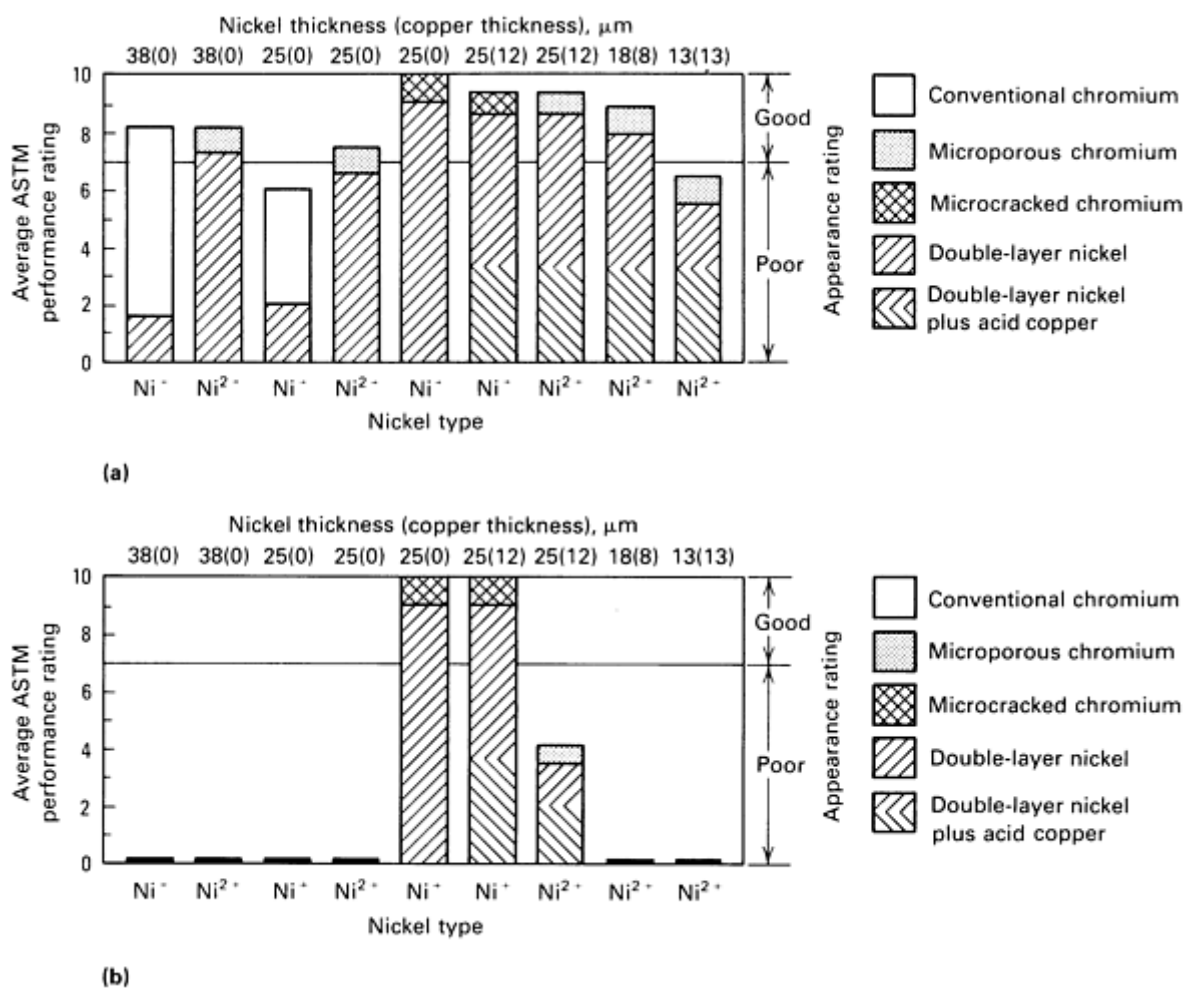 Nickel thickness (copper thickness), μm
38(0) 38(0) 25(0) 25(0) 25(0) 25(12) 25(12) 18(8) 13(13)
Average ASTM
performance rating
10
8
6
4
2
0
Good
Poor
Appearance rating
Conventional chromium
Microporous chromium
Microcracked chromium
Double-layer nickel
Double-layer nickel
plus acid copper
Ni⁺ Ni²⁺ Ni⁺ Ni²⁺ Ni⁺ Ni⁺ Ni²⁺ Ni²⁺ Ni²⁺
Nickel type
(a)
Nickel thickness (copper thickness), μm
38(0) 38(0) 25(0) 25(0) 25(0) 25(12) 25(12) 18(8) 13(13)
Average ASTM
performance rating
10
8
6
4
2
0
Good
Poor
Appearance rating
Conventional chromium
Microporous chromium
Microcracked chromium
Double-layer nickel
Double-layer nickel
plus acid copper
Ni⁺ Ni²⁺ Ni⁺ Ni²⁺ Ni⁺ Ni⁺ Ni²⁺ Ni²⁺ Ni²⁺
Nickel type
(b)